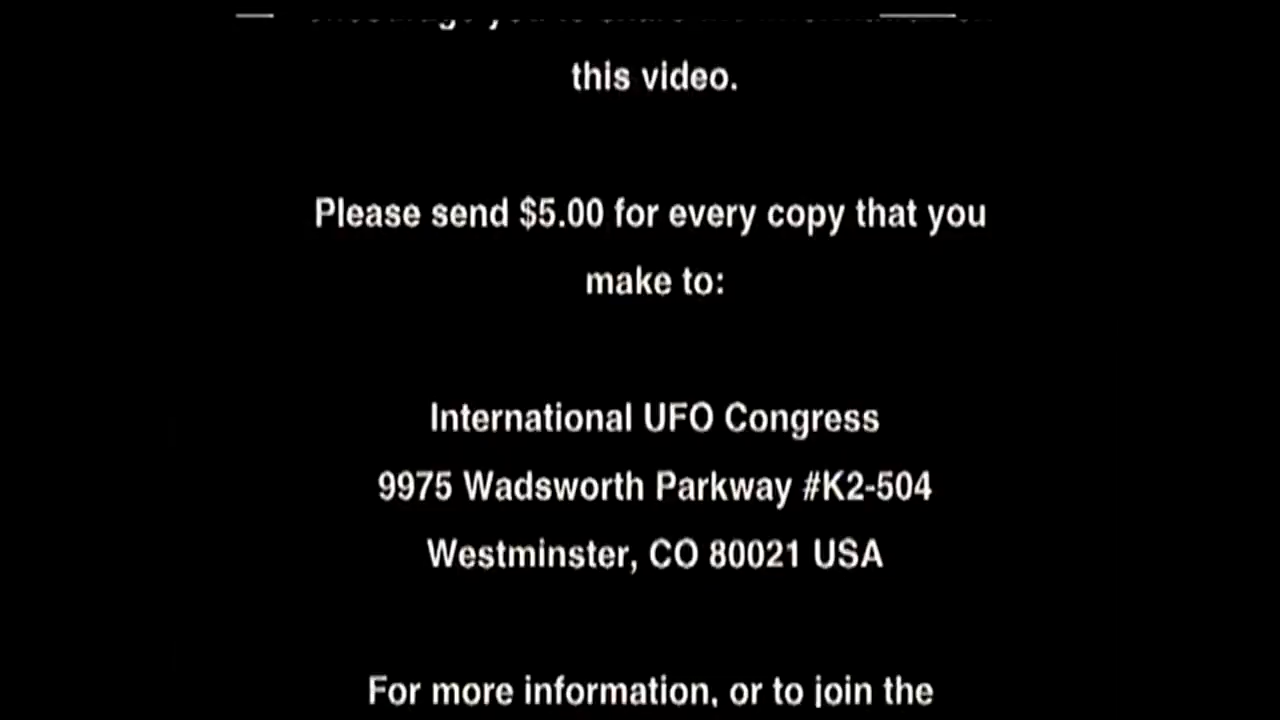 this video.
Please send $5.00 for every copy that you
make to:
International UFO Congress
9975 Wadsworth Parkway #K2-504
Westminster, CO 80021 USA
For more information, or to join the